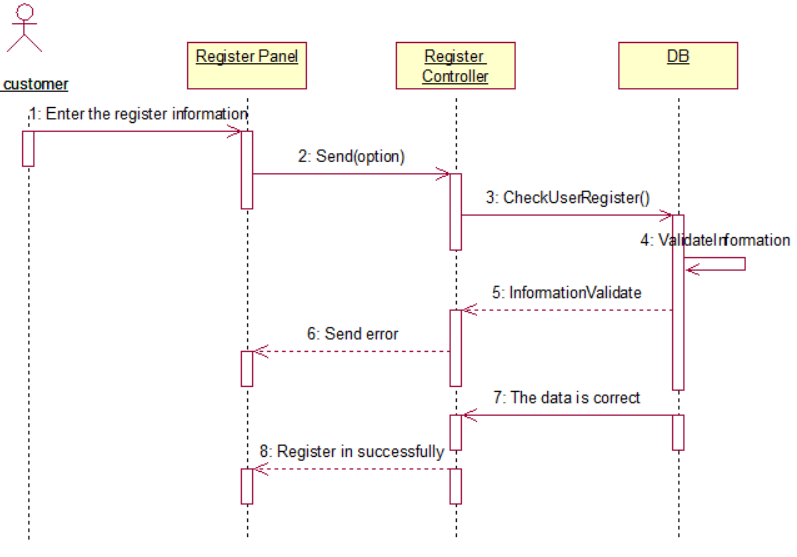 customer
Register Panel
Register
Controller
DB
1: Enter the register information
2: Send(option)
3: CheckUserRegister()
4: ValidateInformation
5: InformationValidate
6: Send error
7: The data is correct
8: Register in successfully